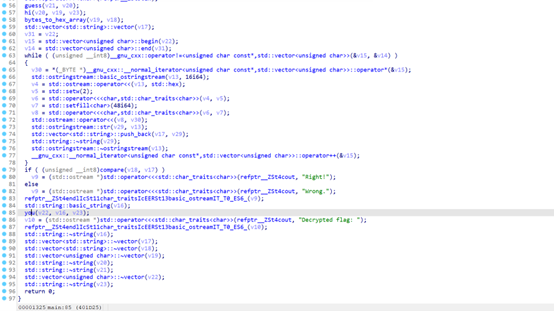 56 guess(v21, v20);
57 hi(v20, v19, v23);
58 bytes_to_hex_array(v19, v18);
59 std::vector<std::string>::vector(v17);
60 v31 = v22;
61 v15 = std::vector<unsigned char>::begin(v22);
62 v14 = std::vector<unsigned char>::end(v31);
63 while ( (unsigned __int8)__gnu_cxx::operator!=<unsigned char const*,std::vector<unsigned char>>(&v15, &v14) )
64 {
65 v30 = *(_BYTE *)__gnu_cxx::__normal_iterator<unsigned char const*,std::vector<unsigned char>>::operator*(&v15);
66 std::ostringstream::basic_ostringstream(v13, 16i64);
67 v4 = std::ostream::operator<<(v13, std::hex);
68 v5 = std::setw(2);
69 v6 = std::operator<<<char,std::char_traits<char>>(v4, v5);
70 v7 = std::setfill<char>(48i64);
71 v8 = std::operator<<<char,std::char_traits<char>>(v6, v7);
72 std::ostream::operator<<(v8, v30);
73 std::ostringstream::str(v29, v13);
74 std::vector<std::string>::push_back(v17, v29);
75 std::string::~string(v29);
76 std::ostringstream::~ostringstream(v13);
77 __gnu_cxx::__normal_iterator<unsigned char const*,std::vector<unsigned char>>::operator++(&v15);
78 }
79 if ( (unsigned __int8)compare(v18, v17) )
80 v9 = (std::ostream *)std::operator<<<std::char_traits<char>>(refptr__ZSt4cout, "Right!");
81 else
82 v9 = (std::ostream *)std::operator<<<std::char_traits<char>>(refptr__ZSt4cout, "Wrong.");
83 refptr__ZSt4endlIcSt11char_traitsIcEERSt13basic_ostreamIT_T0_ES6_(v9);
84 std::string::basic_string(v16);
85 you(v22, v16, v23);
86 v10 = (std::ostream *)std::operator<<<std::char_traits<char>>(refptr__ZSt4cout, "Decrypted flag: ");
87 refptr__ZSt4endlIcSt11char_traitsIcEERSt13basic_ostreamIT_T0_ES6_(v10);
88 std::string::~string(v16);
89 std::vector<std::string>::~vector(v17);
90 std::vector<std::string>::~vector(v18);
91 std::vector<unsigned char>::~vector(v19);
92 std::string::~string(v20);
93 std::string::~string(v21);
94 std::vector<unsigned char>::~vector(v22);
95 std::string::~string(v23);
96 return 0;
97 }
00001325 main:85 (401D25)